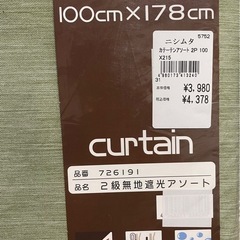 100cm×178cm
ニシムタ 5752
カーテンアソート 2P 100
X215
31
本体価格 ¥3,980
税込価格 ¥4,378
curtain
品番 726191
品名 2級無地遮光アソート